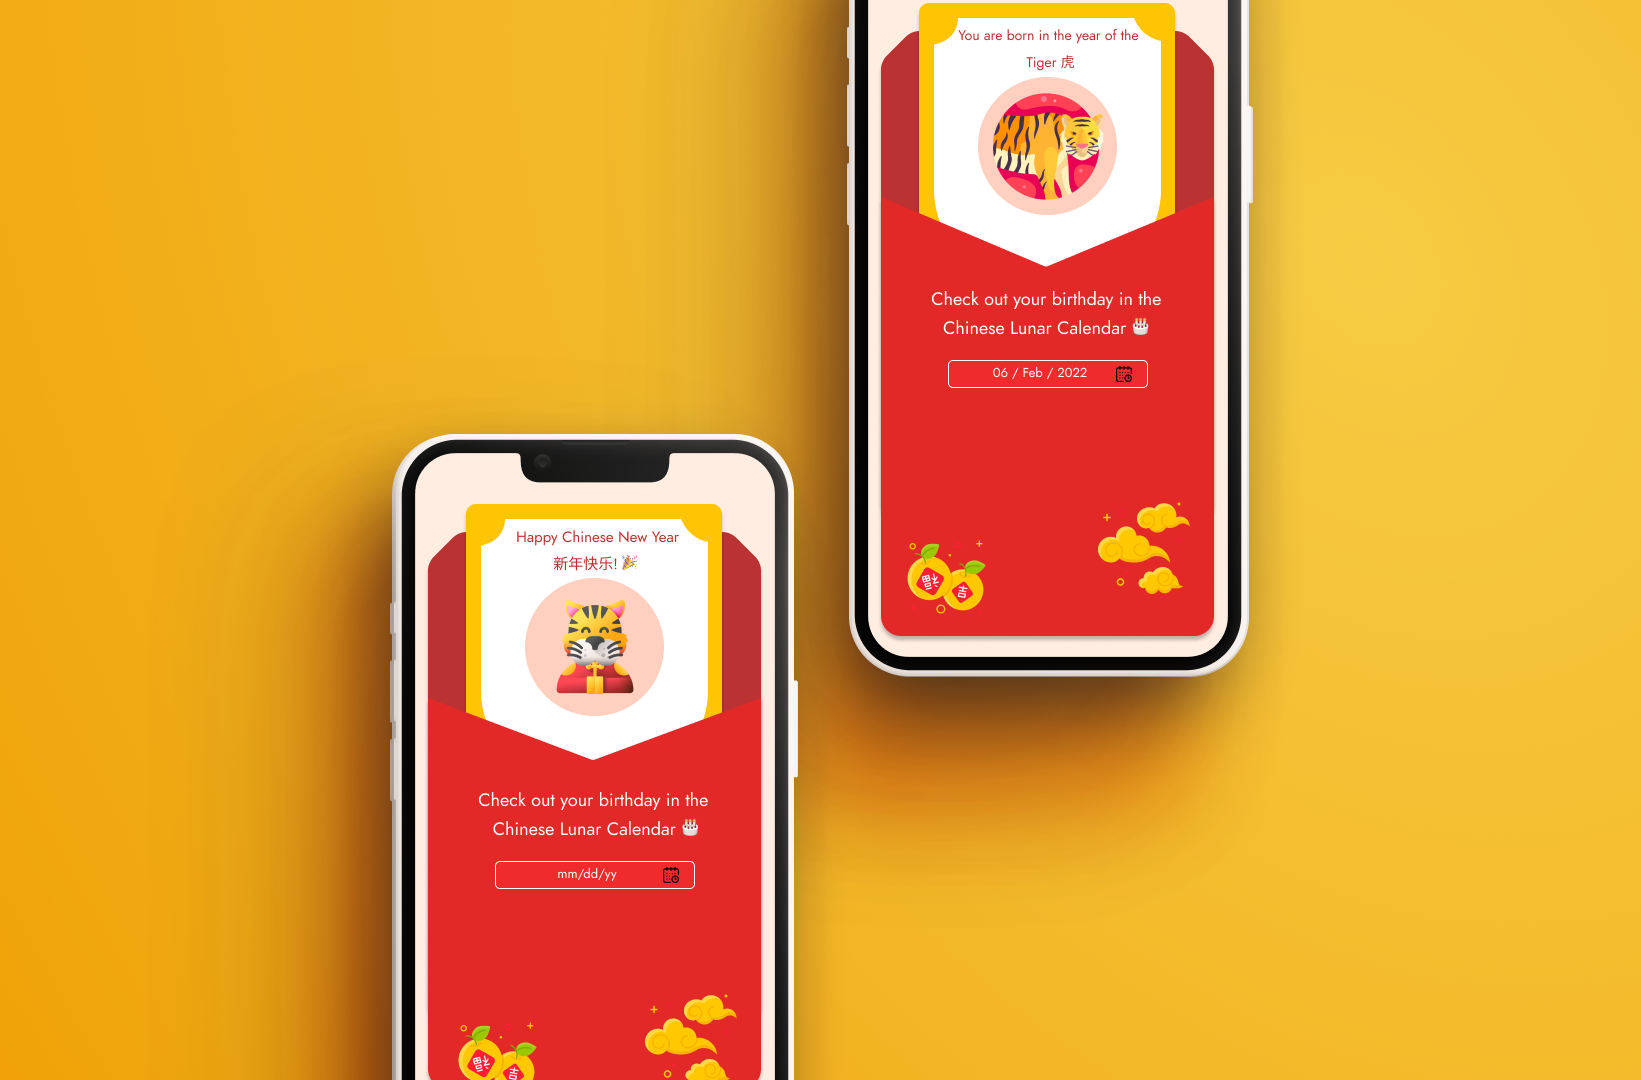 You are born in the year of the
Tiger 虎
Check out your birthday in the
Chinese Lunar Calendar 🎂
06 / Feb / 2022
福
吉
Happy Chinese New Year
新年快乐! 🎉
Check out your birthday in the
Chinese Lunar Calendar 🎂
mm/dd/yy
福
吉